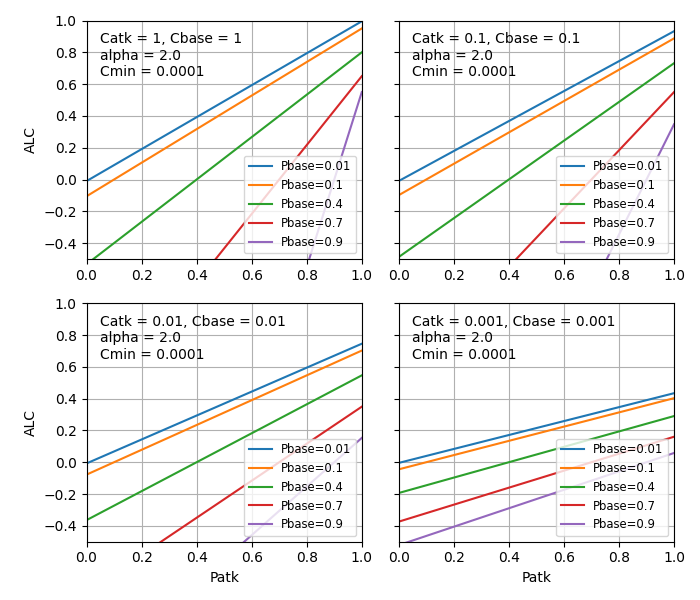 Catk = 1, Cbase = 1
alpha = 2.0
Cmin = 0.0001
ALC
1.0
0.8
0.6
0.4
0.2
0.0
−0.2
−0.4
0.0 0.2 0.4 0.6 0.8 1.0
Pbase=0.01
Pbase=0.1
Pbase=0.4
Pbase=0.7
Pbase=0.9
Catk = 0.1, Cbase = 0.1
alpha = 2.0
Cmin = 0.0001
0.0 0.2 0.4 0.6 0.8 1.0
Pbase=0.01
Pbase=0.1
Pbase=0.4
Pbase=0.7
Pbase=0.9
Catk = 0.01, Cbase = 0.01
alpha = 2.0
Cmin = 0.0001
ALC
1.0
0.8
0.6
0.4
0.2
0.0
−0.2
−0.4
0.0 0.2 0.4 0.6 0.8 1.0
Patk
Pbase=0.01
Pbase=0.1
Pbase=0.4
Pbase=0.7
Pbase=0.9
Catk = 0.001, Cbase = 0.001
alpha = 2.0
Cmin = 0.0001
0.0 0.2 0.4 0.6 0.8 1.0
Patk
Pbase=0.01
Pbase=0.1
Pbase=0.4
Pbase=0.7
Pbase=0.9